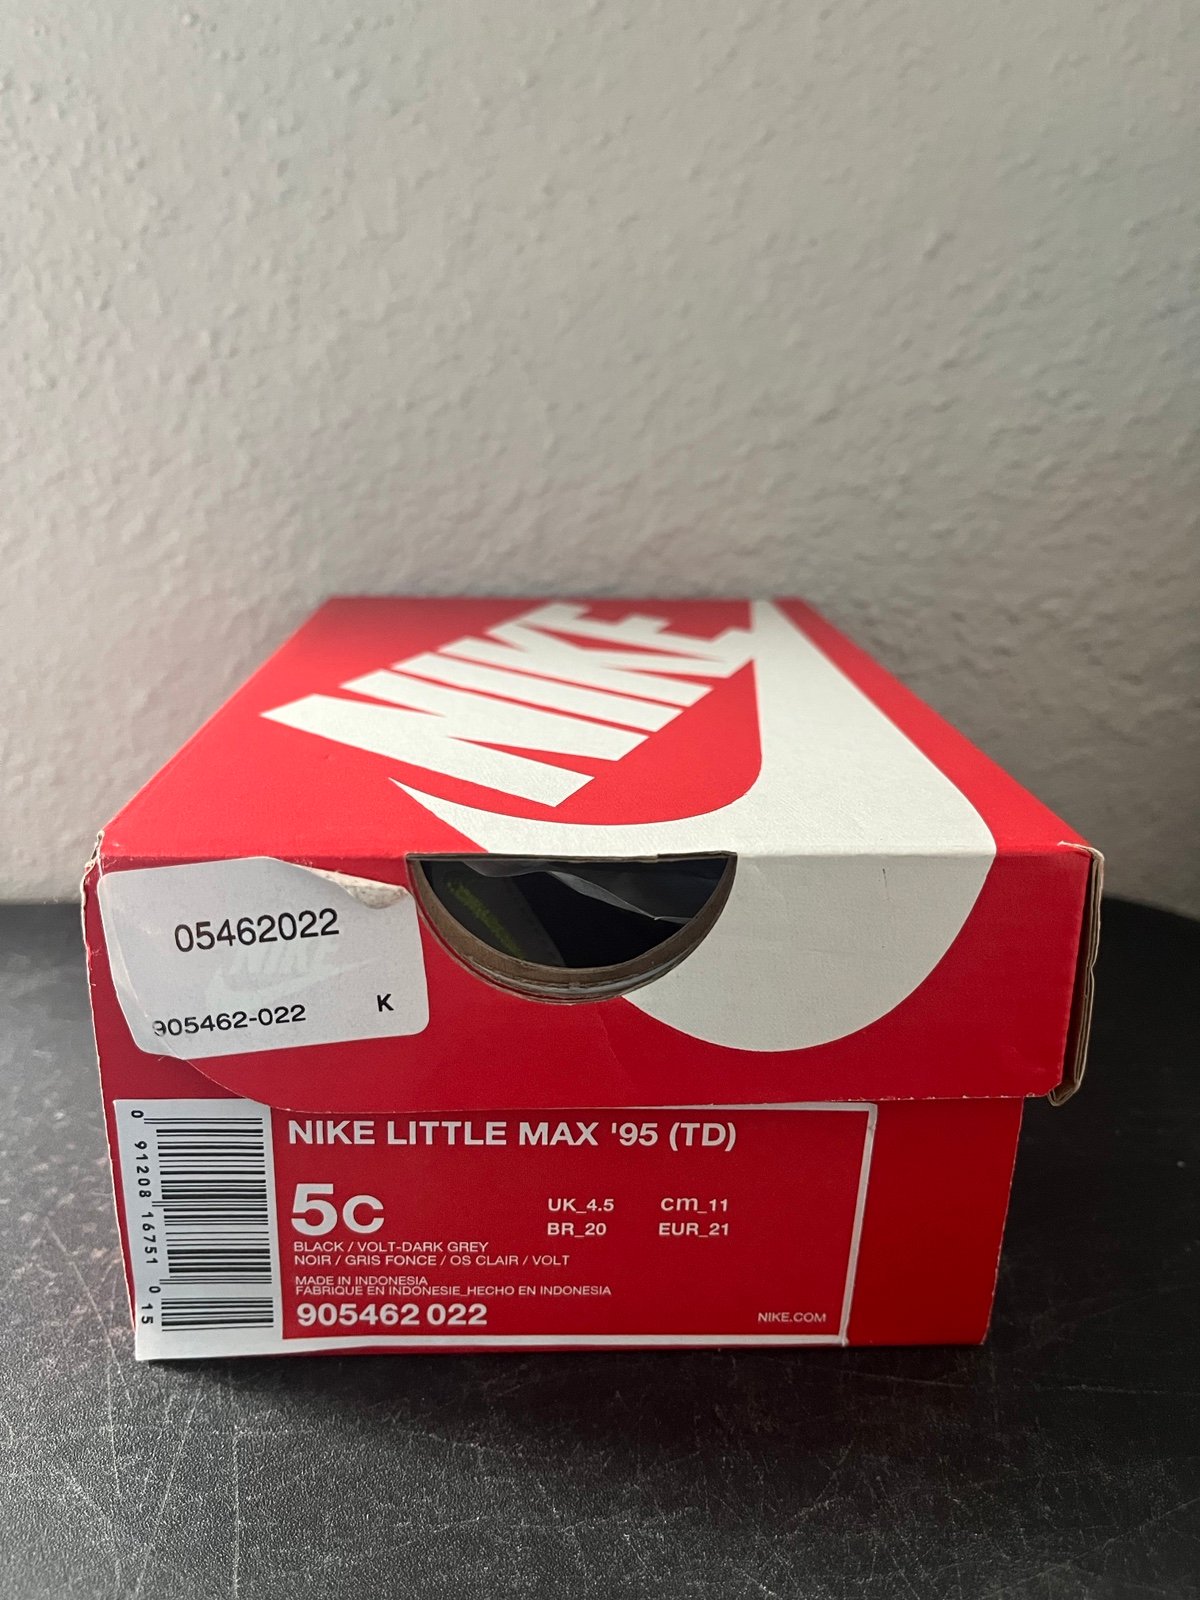 NIKE
05462022
905462-022 K
0 91208 16751 0 15
NIKE LITTLE MAX '95 (TD)
5C
UK_4.5 cm_11
BR_20 EUR_21
BLACK / VOLT-DARK GREY
NOIR / GRIS FONCE / OS CLAIR / VOLT
MADE IN INDONESIA
FABRIQUE EN INDONESIE_HECHO EN INDONESIA
905462 022
NIKE.COM